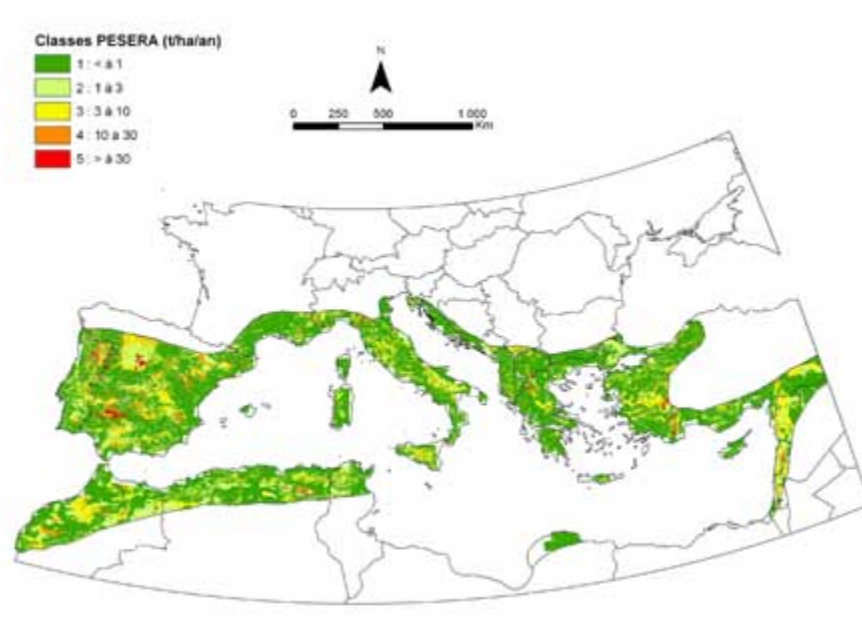 Classes PESERA (t/ha/an)
1 : < à 1
2 : 1 à 3
3 : 3 à 10
4 : 10 à 30
5 : > à 30
N
0 250 500 1 000
Km